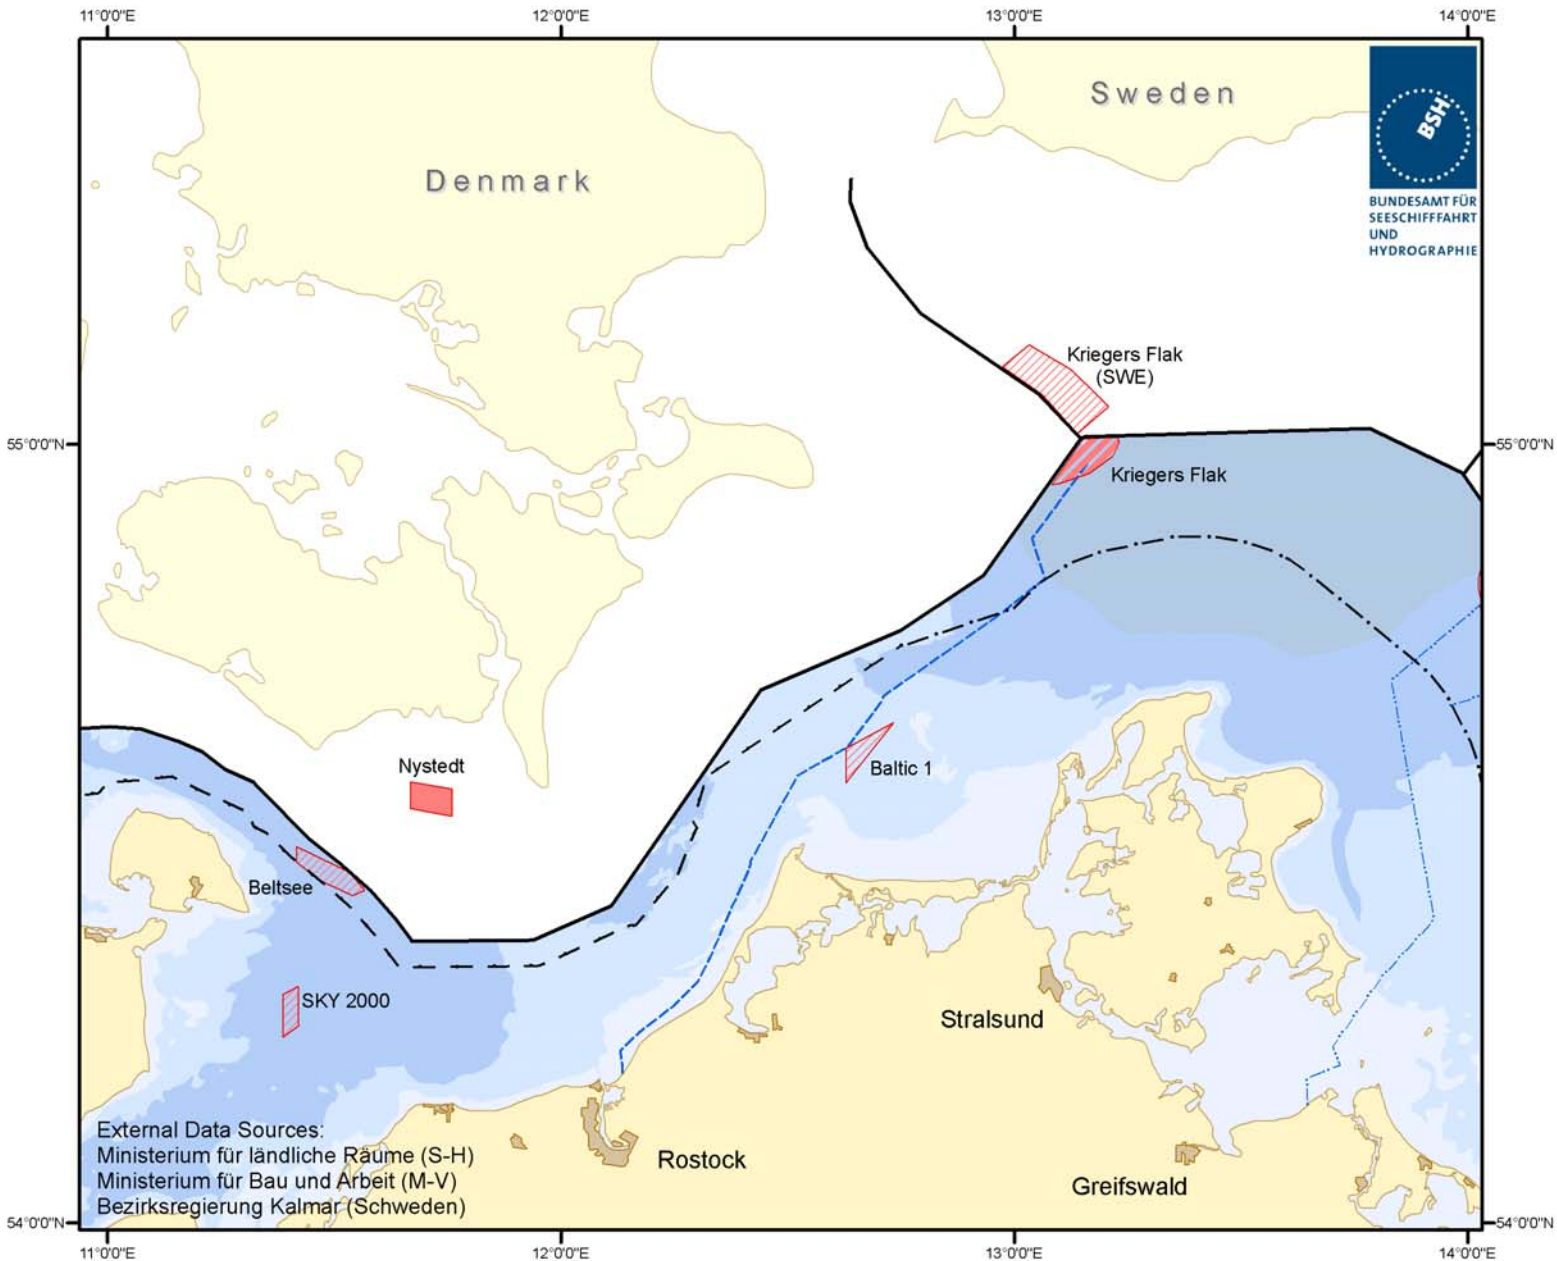 11°0'0"E 12°0'0"E 13°0'0"E 14°0'0"E
Sweden
BSH
Denmark
BUNDESAMT FÜR
SEESCHIFFFAHRT
UND
HYDROGRAPHIE
Kriegers Flak
(SWE)
55°0'0"N 55°0'0"N
Kriegers Flak
Nystedt
Baltic 1
Beltsee
SKY 2000
Stralsund
External Data Sources:
Ministerium für ländliche Räume (S-H)
Ministerium für Bau und Arbeit (M-V)
Bezirksregierung Kalmar (Schweden)
Rostock
Greifswald
54°0'0"N 54°0'0"N
11°0'0"E 12°0'0"E 13°0'0"E 14°0'0"E